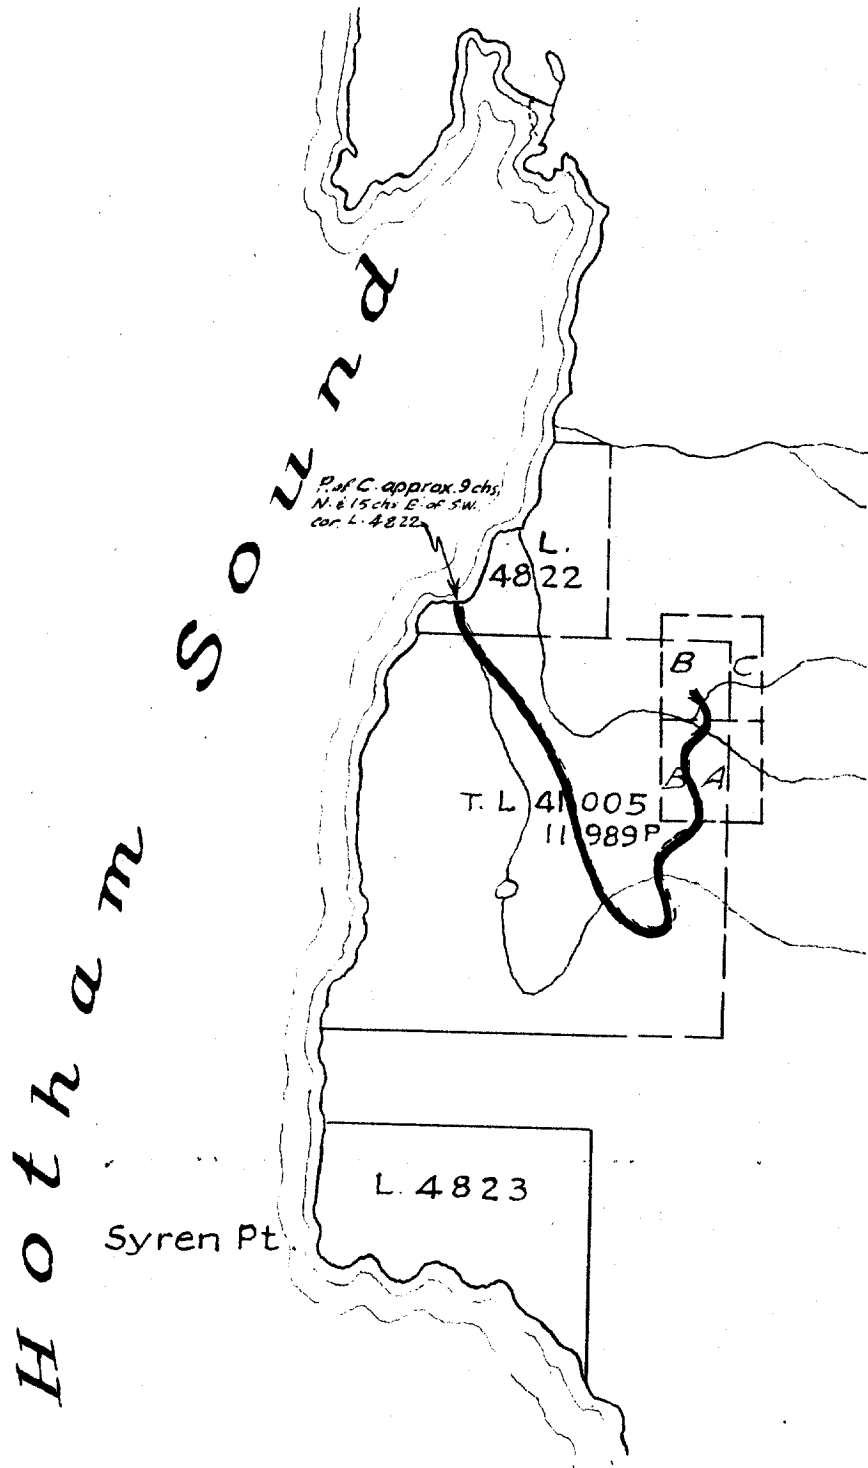 Hotham Sound
P. of C. approx. 9 chs.
N. & 15 chs E. of S.W.
cor. L. 4822
L.
4822
B C
B A
T. L 41005
11989P
L. 4823
Syren Pt.